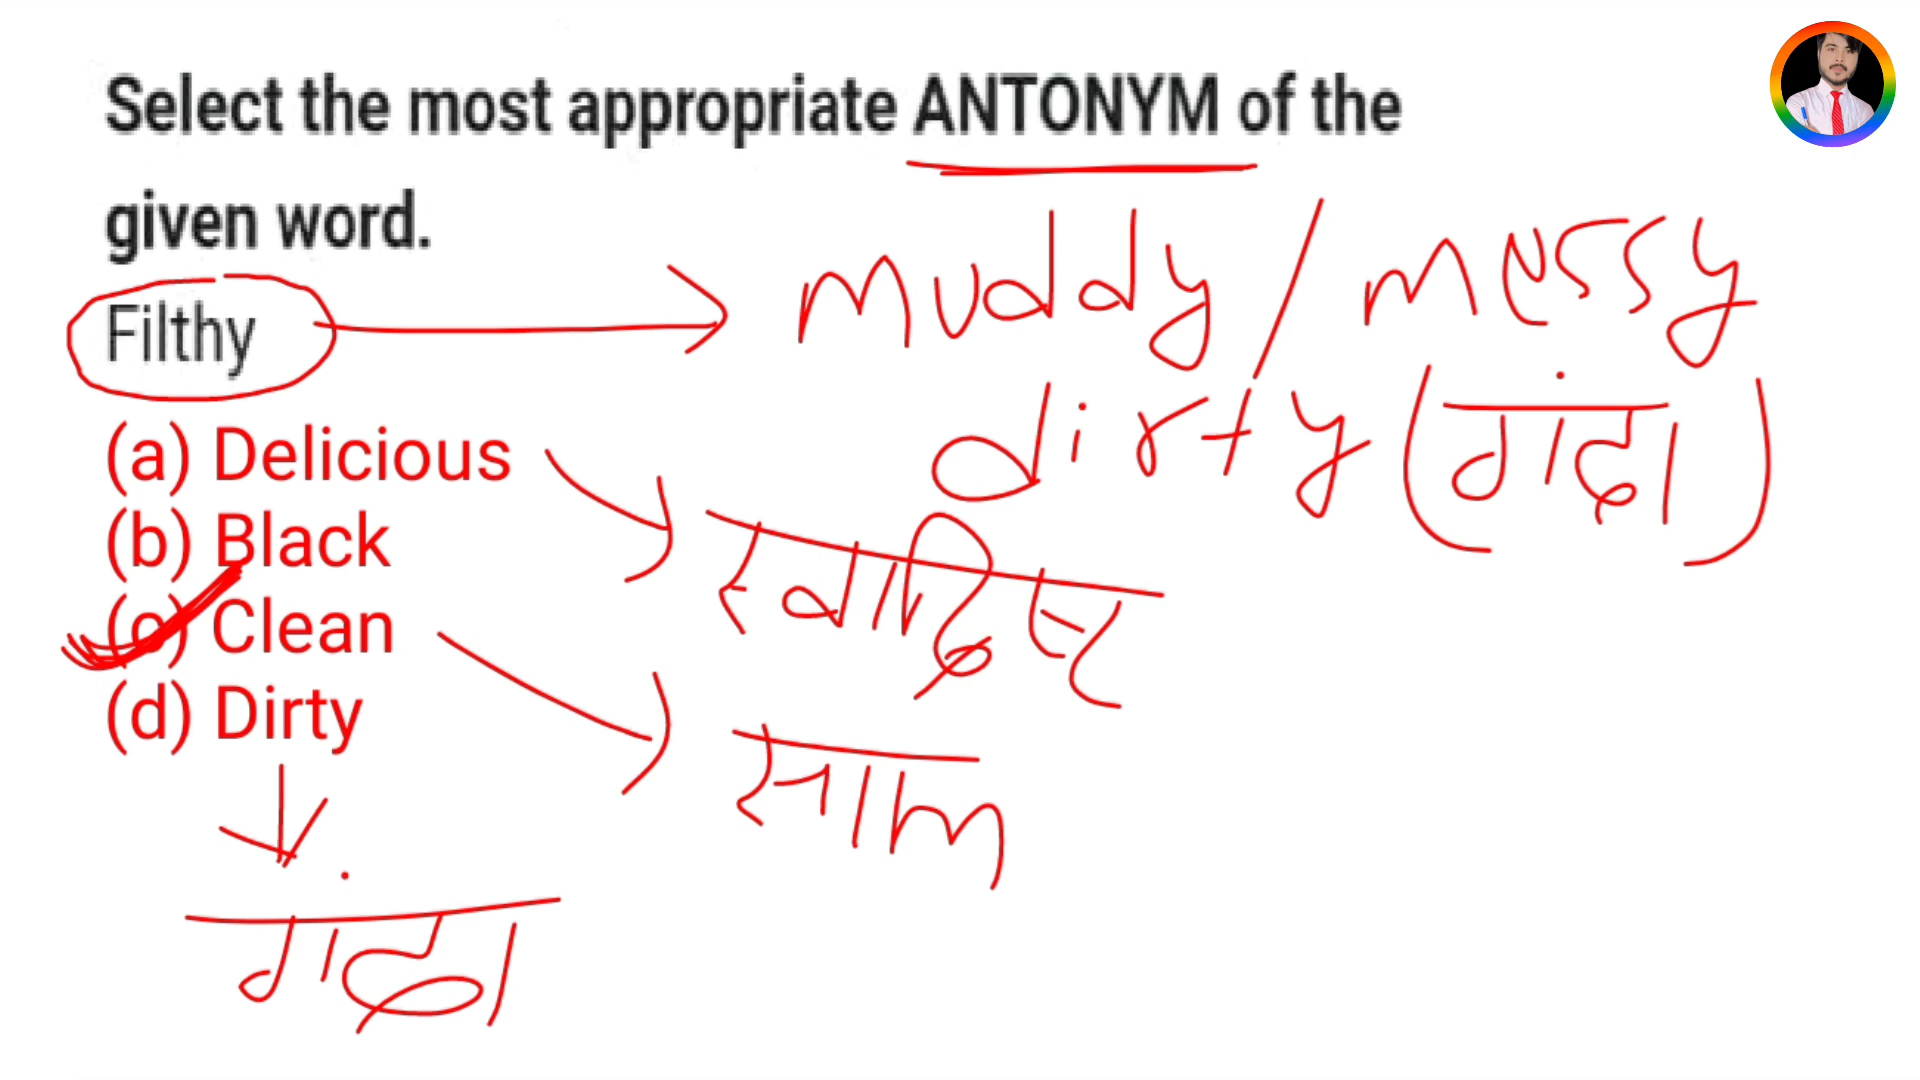 Select the most appropriate ANTONYM of the
given word.
Filthy → muddy / messy
dirty (गंदा)
(a) Delicious → स्वादिष्ट
(b) Black
(c) Clean → साफ
(d) Dirty
गंदा